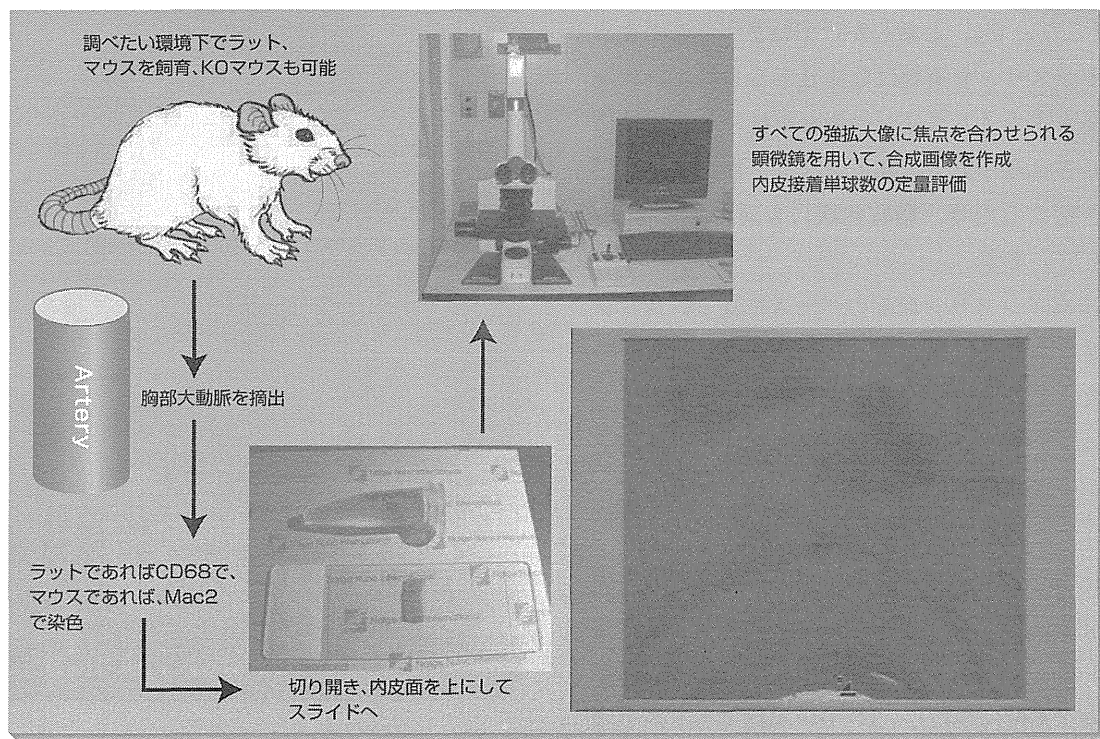 調べたい環境下でラット、
マウスを飼育、KOマウスも可能
Artery
胸部大動脈を摘出
ラットであればCD68で、
マウスであれば、Mac2
で染色
切り開き、内皮面を上にして
スライドへ
すべての強拡大像に焦点を合わせられる
顕微鏡を用いて、合成画像を作成
内皮接着単球数の定量評価